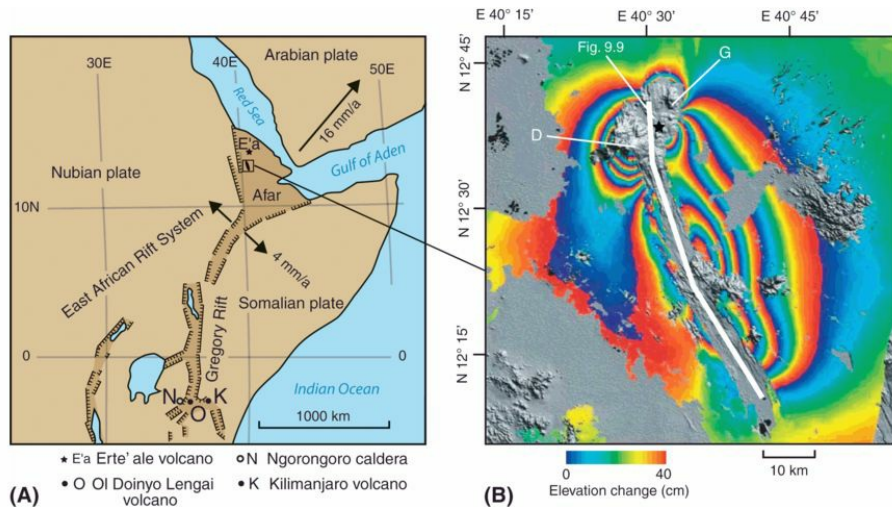 E 40° 15' E 40° 30' E 40° 45'
30E
40E
Arabian plate
50E
Red Sea
16 mm/a
E'a
Nubian plate
Gulf of Aden
Afar
10N
4 mm/a
East African Rift System
Somalian plate
Gregory Rift
0 0
Indian Ocean
N K
O
1000 km
★ E'a Erte' ale volcano
● O Ol Doinyo Lengai
volcano
○N Ngorongoro caldera
● K Kilimanjaro volcano
(A)
N 12° 45'
N 12° 30'
N 12° 15'
Fig. 9.9
G
D
0 40
Elevation change (cm)
10 km
(B)